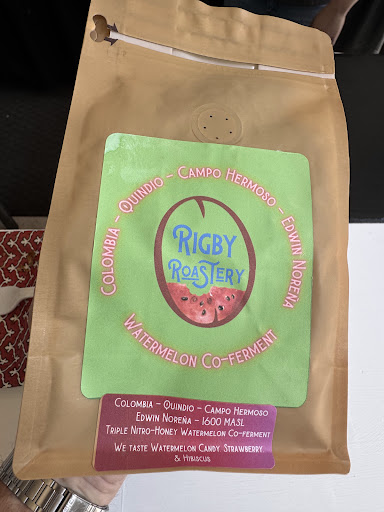 Colombia - Quindio - Campo Hermoso - Edwin Noreña
Rigby
Roastery
Watermelon Co-ferment
Colombia - Quindio - Campo Hermoso
Edwin Noreña - 1600 MASL
Triple Nitro-Honey Watermelon Co-ferment
We taste Watermelon Candy, Strawberry,
& Hibiscus